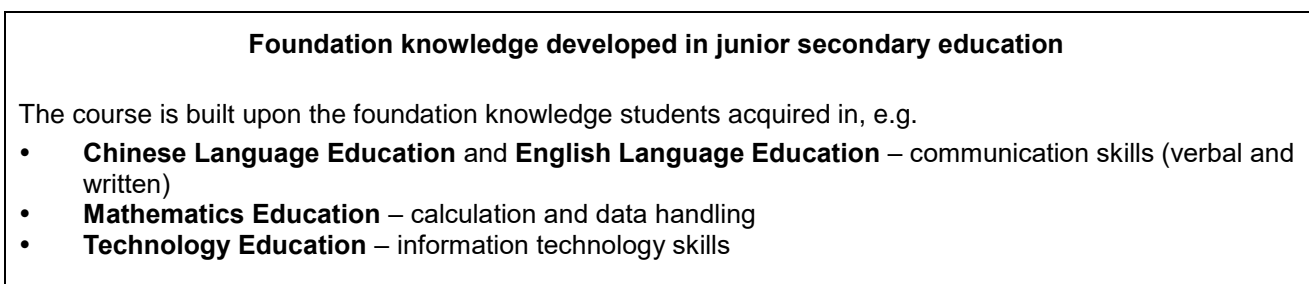 Foundation knowledge developed in junior secondary education
The course is built upon the foundation knowledge students acquired in, e.g.
• Chinese Language Education and English Language Education – communication skills (verbal and
written)
• Mathematics Education – calculation and data handling
• Technology Education – information technology skills